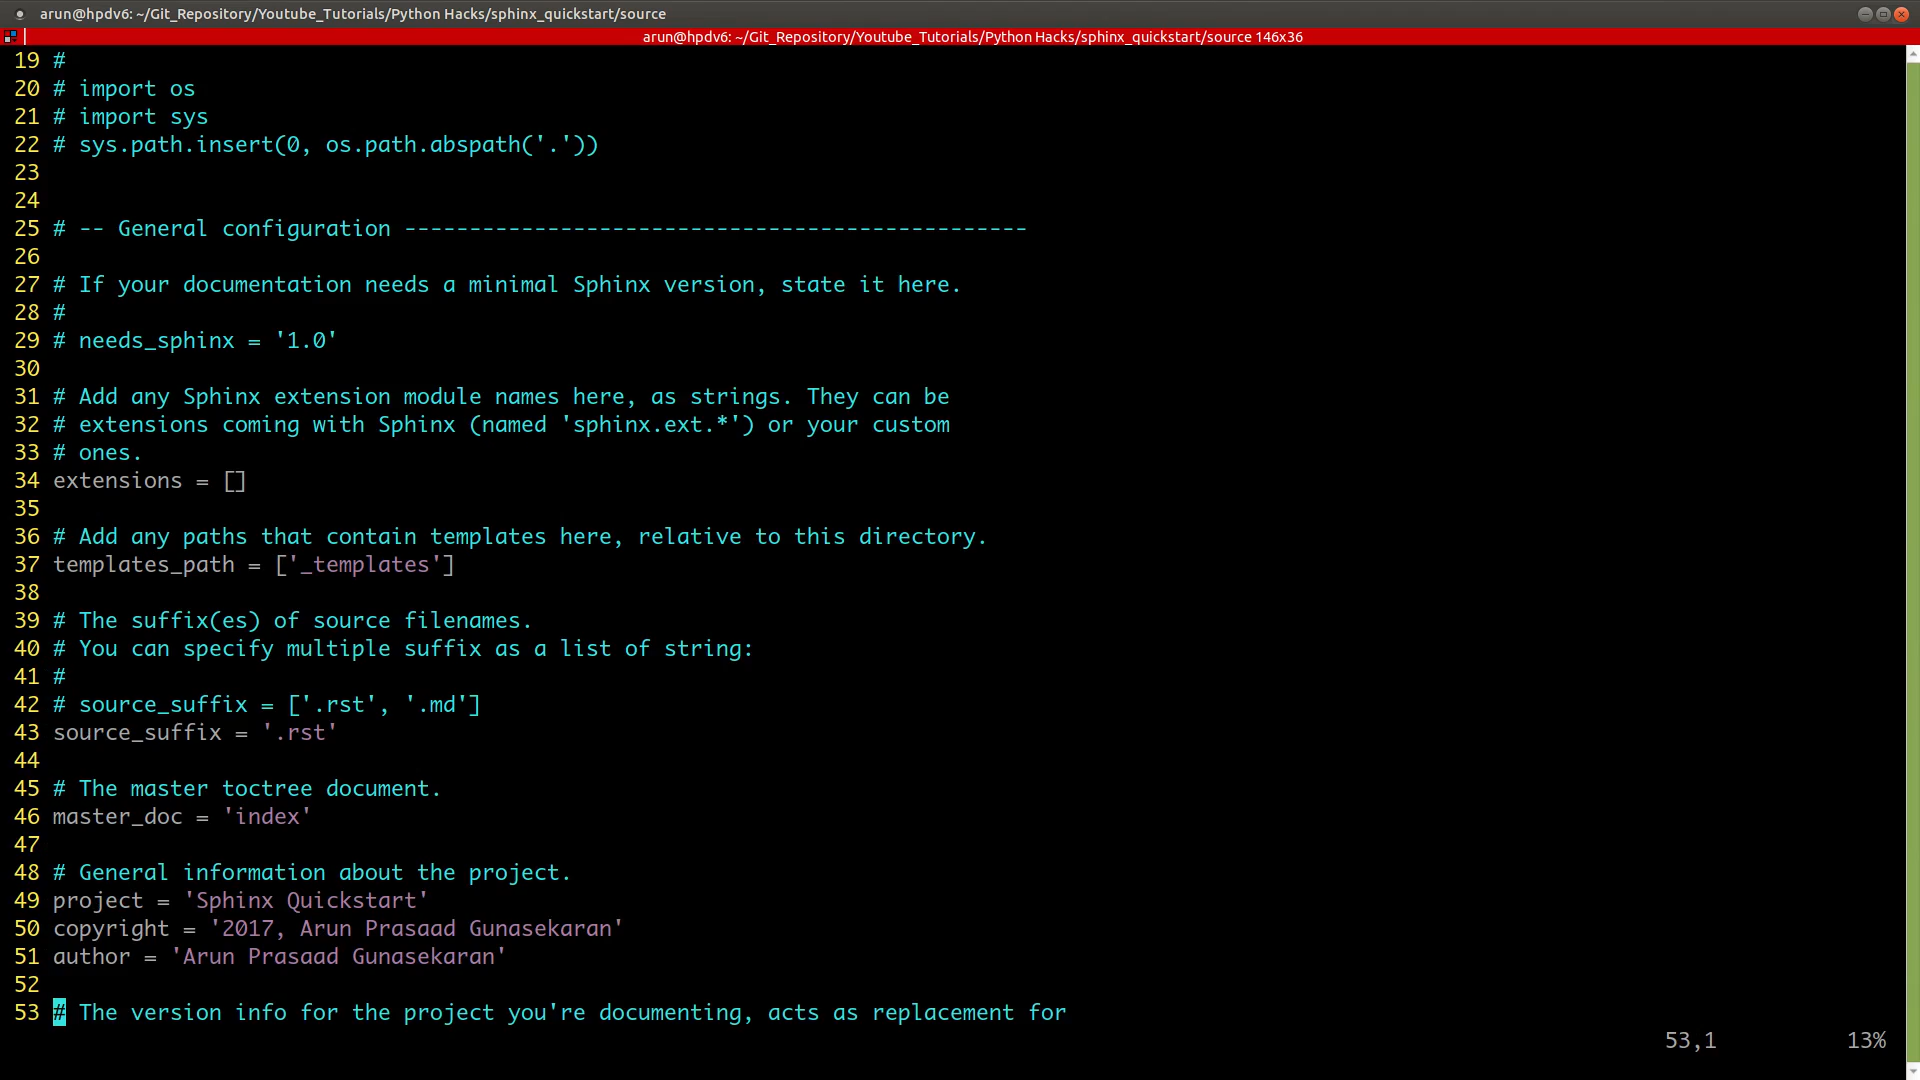 arun@hpdv6: ~/Git_Repository/Youtube_Tutorials/Python Hacks/sphinx_quickstart/source
arun@hpdv6: ~/Git_Repository/Youtube_Tutorials/Python Hacks/sphinx_quickstart/source 146x36
19 #
20 # import os
21 # import sys
22 # sys.path.insert(0, os.path.abspath('.'))
23
24
25 # -- General configuration ------------------------------------------------
26
27 # If your documentation needs a minimal Sphinx version, state it here.
28 #
29 # needs_sphinx = '1.0'
30
31 # Add any Sphinx extension module names here, as strings. They can be
32 # extensions coming with Sphinx (named 'sphinx.ext.*') or your custom
33 # ones.
34 extensions = []
35
36 # Add any paths that contain templates here, relative to this directory.
37 templates_path = ['_templates']
38
39 # The suffix(es) of source filenames.
40 # You can specify multiple suffix as a list of string:
41 #
42 # source_suffix = ['.rst', '.md']
43 source_suffix = '.rst'
44
45 # The master toctree document.
46 master_doc = 'index'
47
48 # General information about the project.
49 project = 'Sphinx Quickstart'
50 copyright = '2017, Arun Prasaad Gunasekaran'
51 author = 'Arun Prasaad Gunasekaran'
52
53 # The version info for the project you're documenting, acts as replacement for
53,1 13%